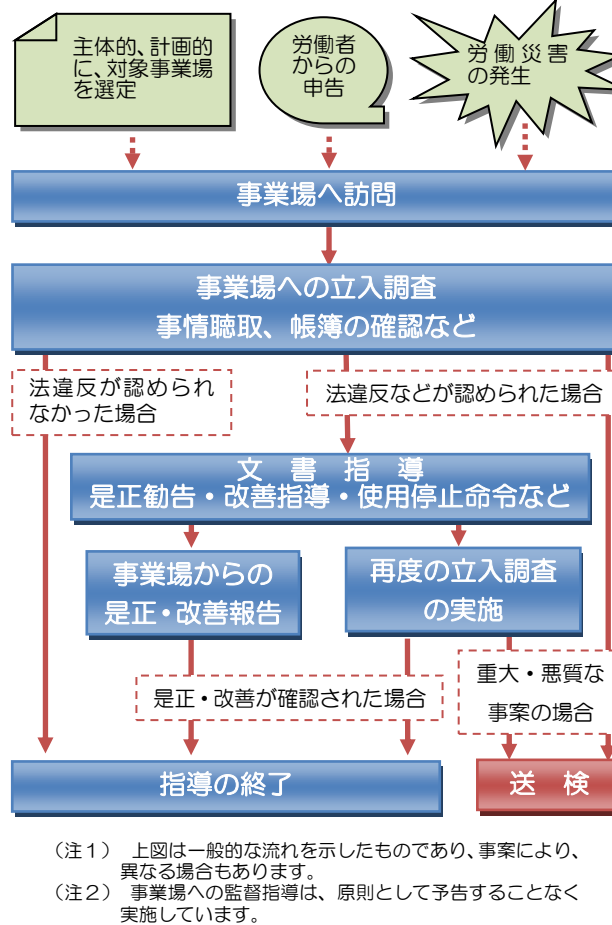 主体的、計画的
に、対象事業場
を選定
労働者
からの
申告
労働災害
の発生
事業場へ訪問
事業場への立入調査
事情聴取、帳簿の確認など
法違反が認められ
なかった場合
法違反などが認められた場合
文　書　指　導
是正勧告・改善指導・使用停止命令など
事業場からの
是正・改善報告
再度の立入調査
の実施
是正・改善が確認された場合
重大・悪質な
事案の場合
指導の終了
送　検
（注１）　上図は一般的な流れを示したものであり、事案により、
異なる場合もあります。
（注２）　事業場への監督指導は、原則として予告することなく
実施しています。